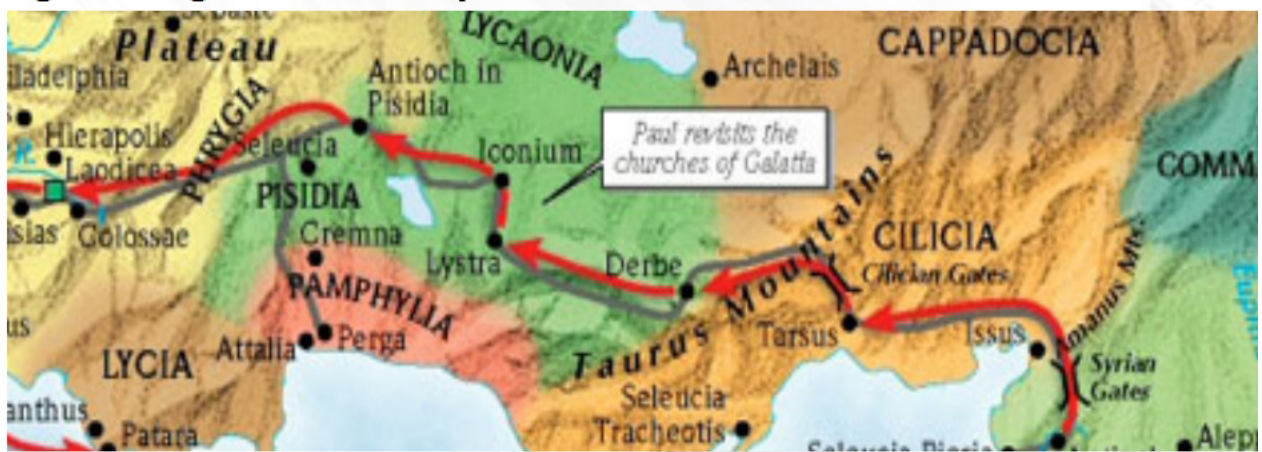 Plateau
LYCAONIA
CAPPADOCIA
Archelais
Antioch in
Pisidia
PHRYGIA
Hierapolis
Laodicea
Seleucia
PISIDIA
Iconium
Paul revisits the
churches of Galatia
COMM
Colossae
Cremna
Lystra
Derbe
Taurus Mountains
CILICIA
Cilician Gates
PAMPHYLIA
Perga
Attalia
LYCIA
Tarsus
Issus
Amanus Mts.
Syrian
Gates
Seleucia
Tracheotis
anthus
Patara
Alepp